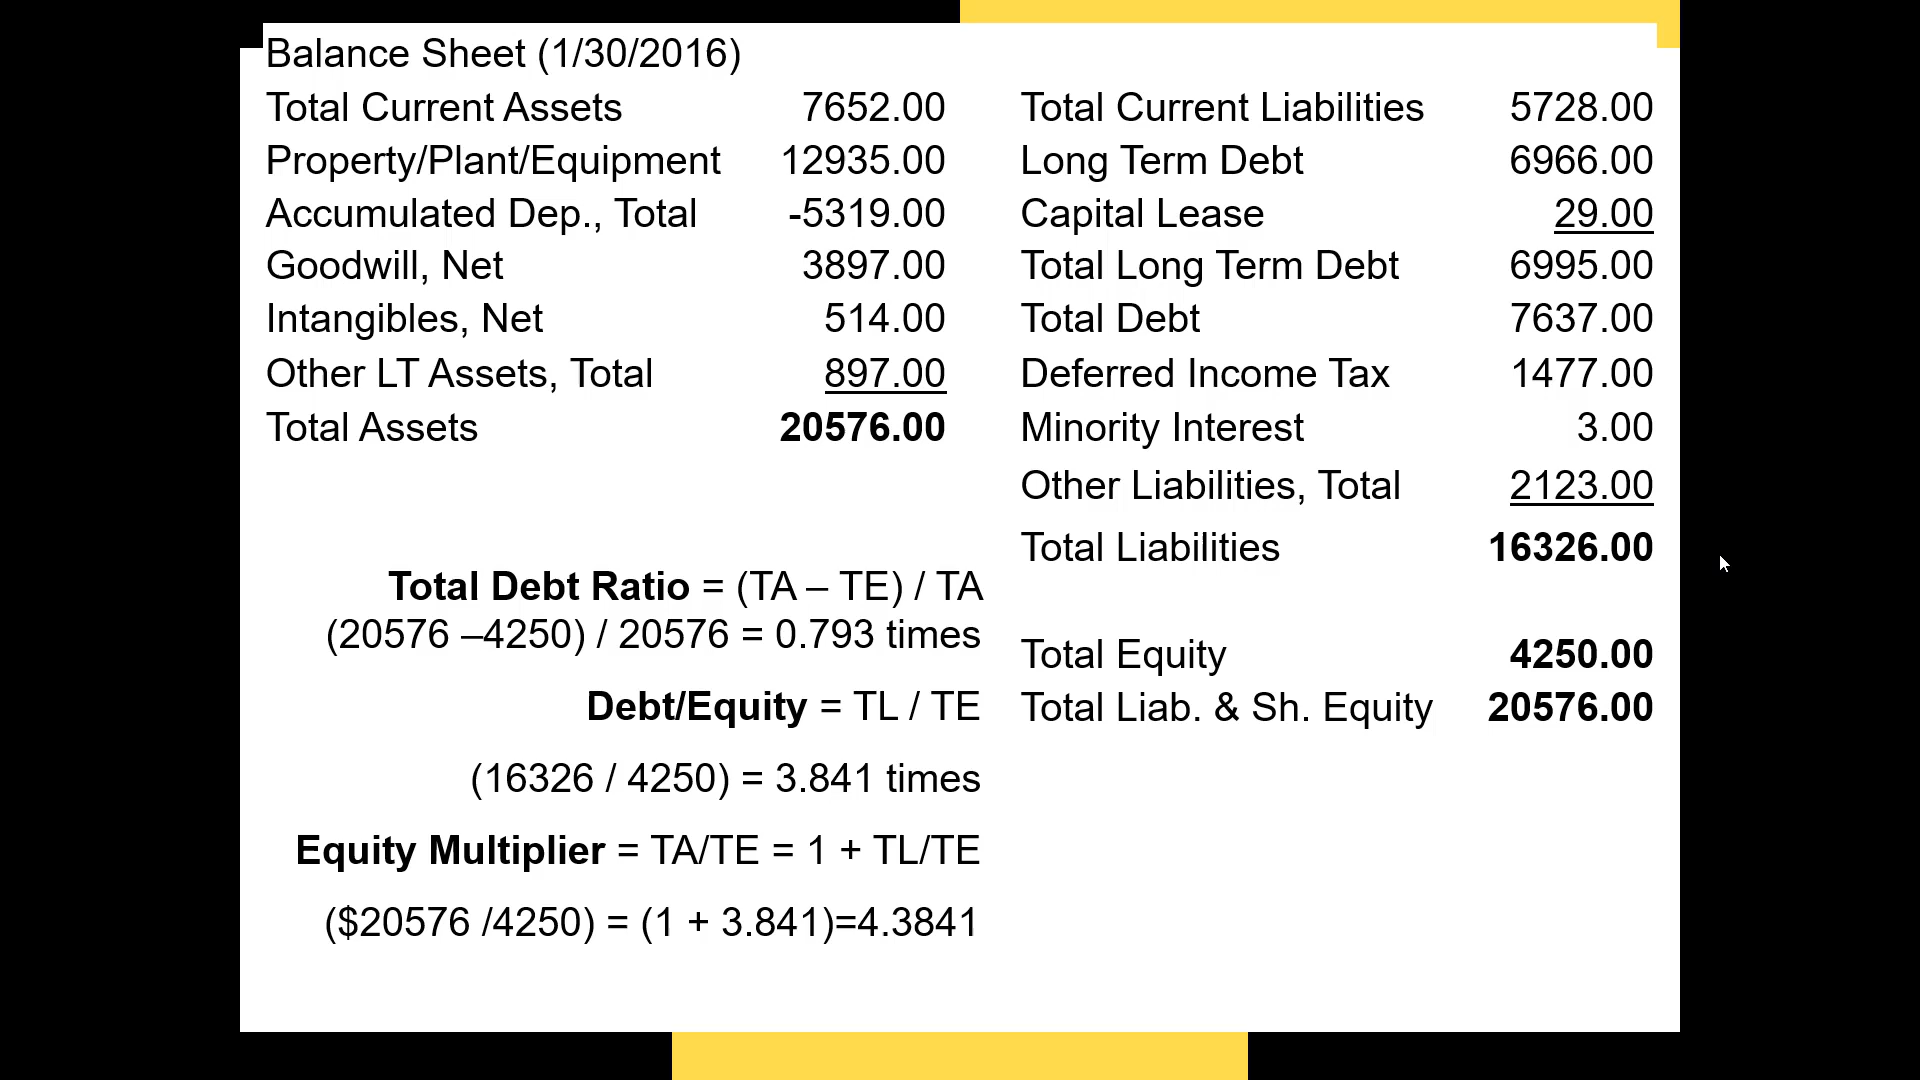 Balance Sheet (1/30/2016)
Total Current Assets 7652.00
Property/Plant/Equipment 12935.00
Accumulated Dep., Total -5319.00
Goodwill, Net 3897.00
Intangibles, Net 514.00
Other LT Assets, Total 897.00
Total Assets 20576.00
Total Debt Ratio = (TA – TE) / TA
(20576 –4250) / 20576 = 0.793 times
Debt/Equity = TL / TE
(16326 / 4250) = 3.841 times
Equity Multiplier = TA/TE = 1 + TL/TE
($20576 /4250) = (1 + 3.841)=4.3841
Total Current Liabilities 5728.00
Long Term Debt 6966.00
Capital Lease 29.00
Total Long Term Debt 6995.00
Total Debt 7637.00
Deferred Income Tax 1477.00
Minority Interest 3.00
Other Liabilities, Total 2123.00
Total Liabilities 16326.00
Total Equity 4250.00
Total Liab. & Sh. Equity 20576.00